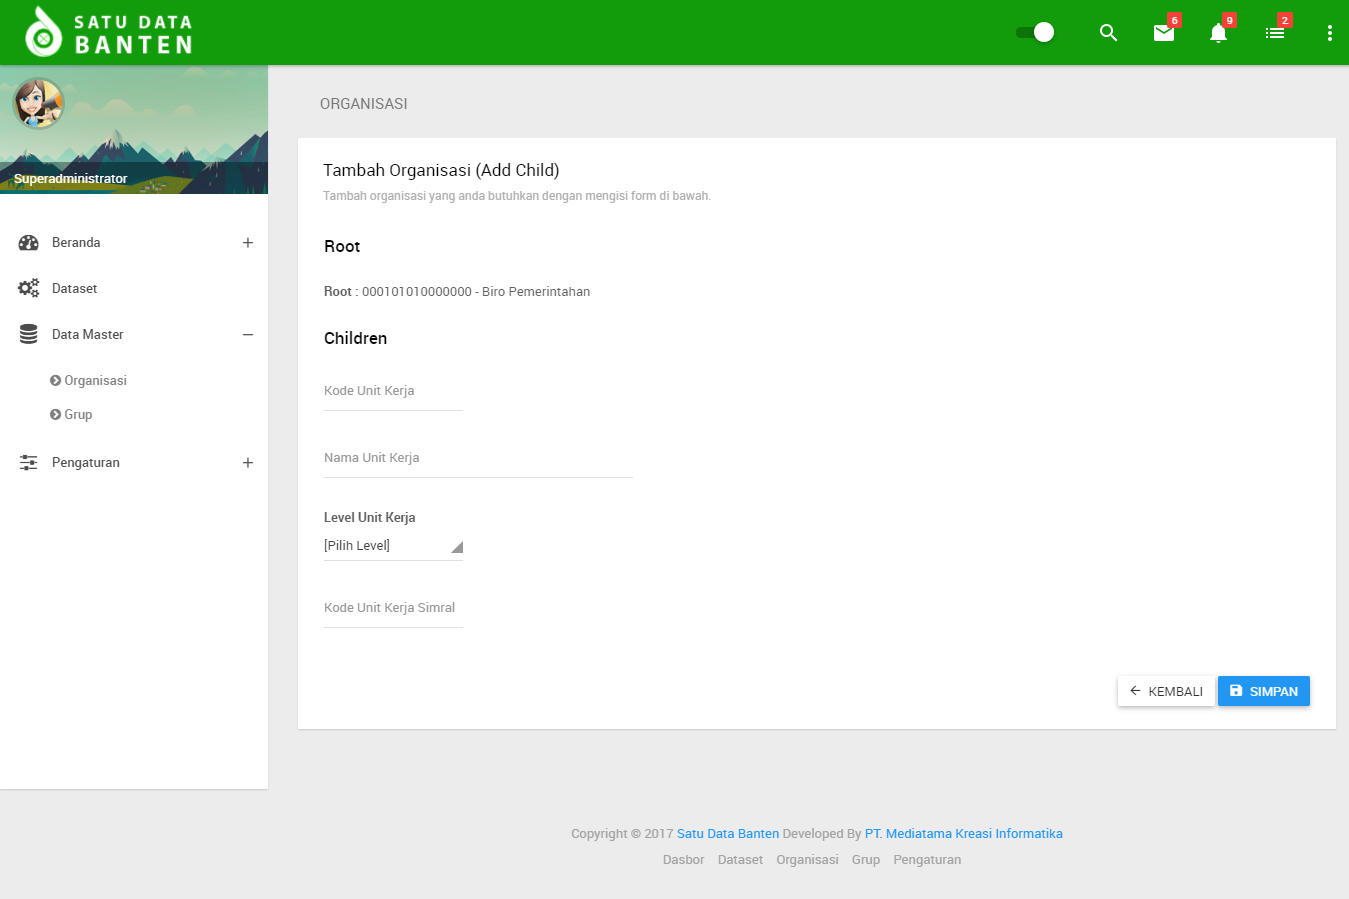 SATU DATA
BANTEN
6
9
2
Superadministrator
Beranda
Dataset
Data Master
Organisasi
Grup
Pengaturan
ORGANISASI
Tambah Organisasi (Add Child)
Tambah organisasi yang anda butuhkan dengan mengisi form di bawah.
Root
Root : 000101010000000 - Biro Pemerintahan
Children
Kode Unit Kerja
Nama Unit Kerja
Level Unit Kerja
[Pilih Level]
Kode Unit Kerja Simral
KEMBALI SIMPAN
Copyright © 2017 Satu Data Banten Developed By PT. Mediatama Kreasi Informatika
Dasbor Dataset Organisasi Grup Pengaturan